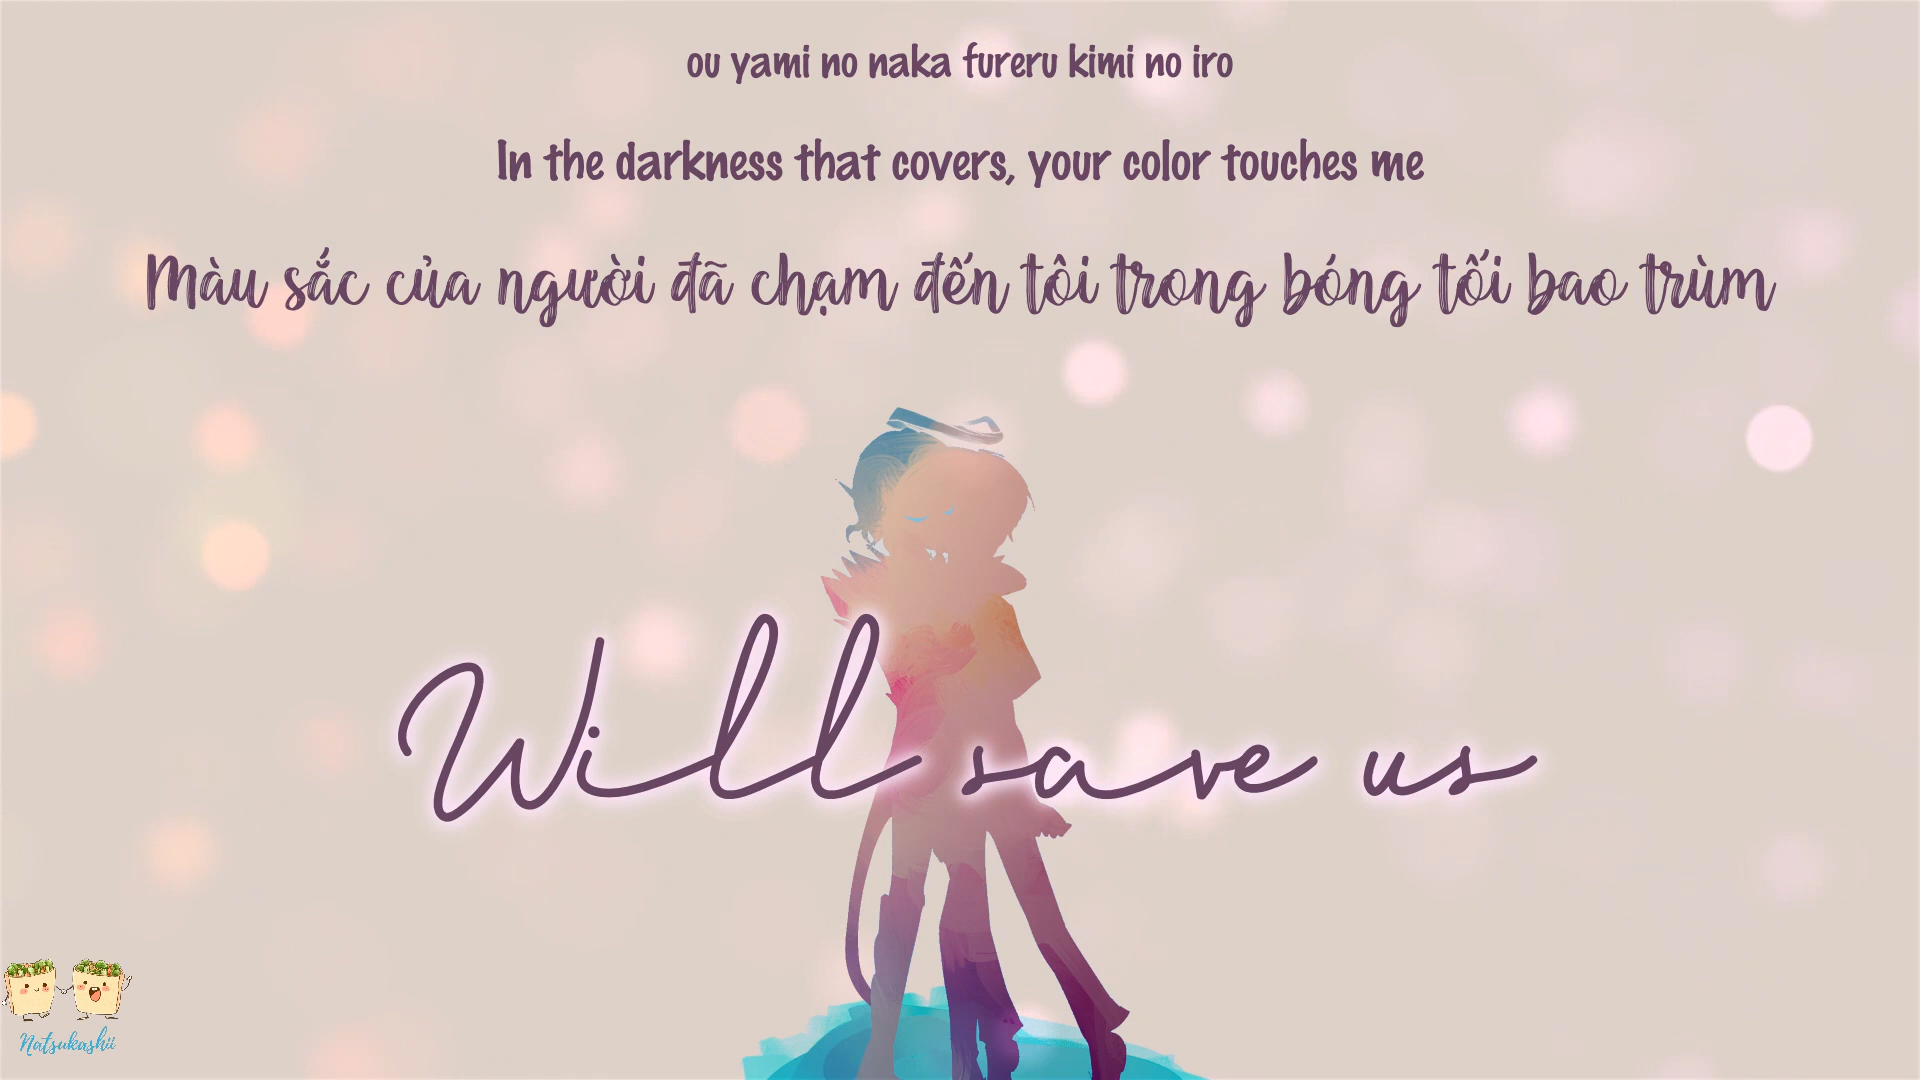 ou yami no naka fureru kimi no iro
In the darkness that covers, your color touches me
Màu sắc của người đã chạm đến tôi trong bóng tối bao trùm
Will save us
Natsukashii